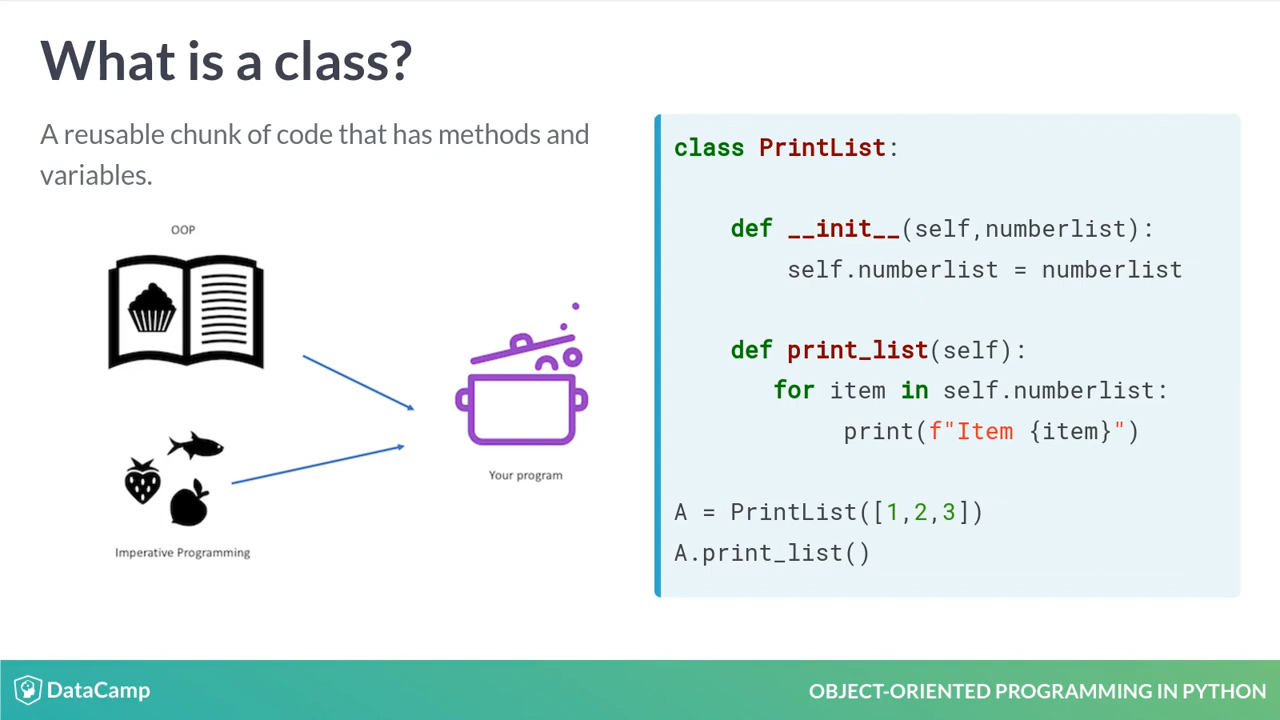 What is a class?
A reusable chunk of code that has methods and
variables.
OOP
Your program
Imperative Programming
class PrintList:
    def __init__(self,numberlist):
        self.numberlist = numberlist
    def print_list(self):
       for item in self.numberlist:
            print(f"Item {item}")
A = PrintList([1,2,3])
A.print_list()
DataCamp
OBJECT-ORIENTED PROGRAMMING IN PYTHON